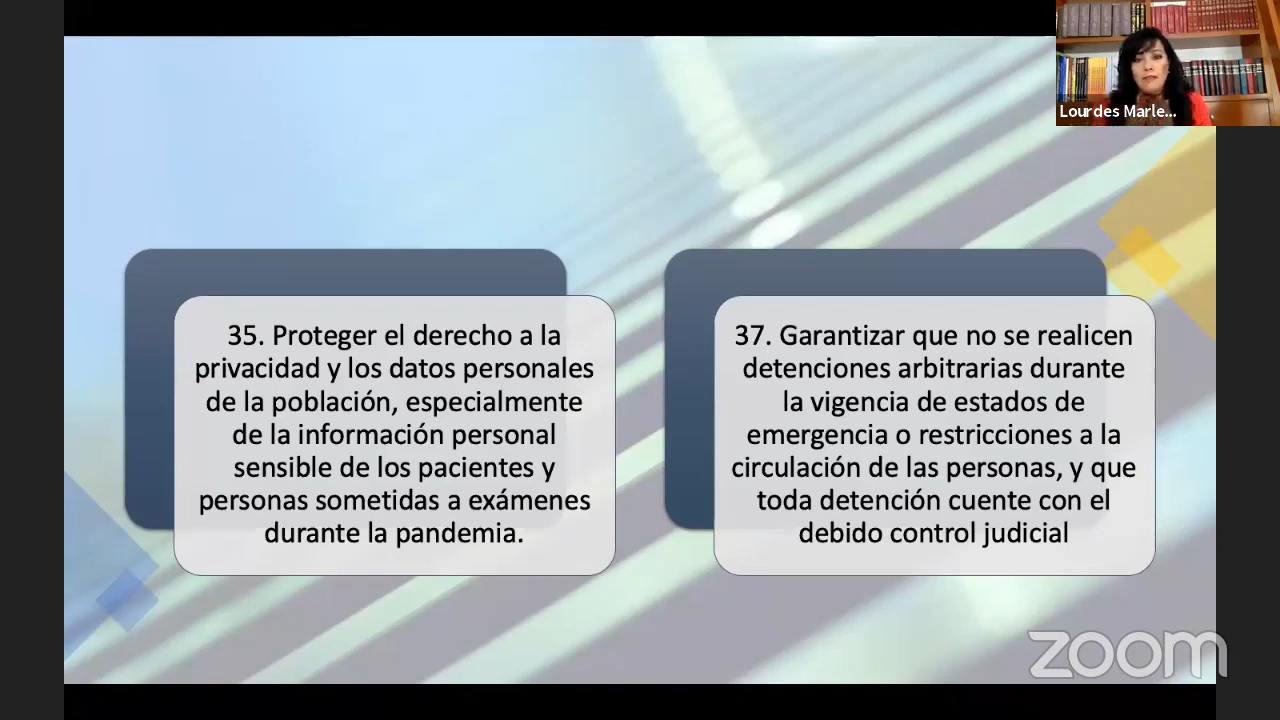 Lourdes Marle...
35. Proteger el derecho a la
privacidad y los datos personales
de la población, especialmente
de la información personal
sensible de los pacientes y
personas sometidas a exámenes
durante la pandemia.
37. Garantizar que no se realicen
detenciones arbitrarias durante
la vigencia de estados de
emergencia o restricciones a la
circulación de las personas, y que
toda detención cuente con el
debido control judicial
zoom